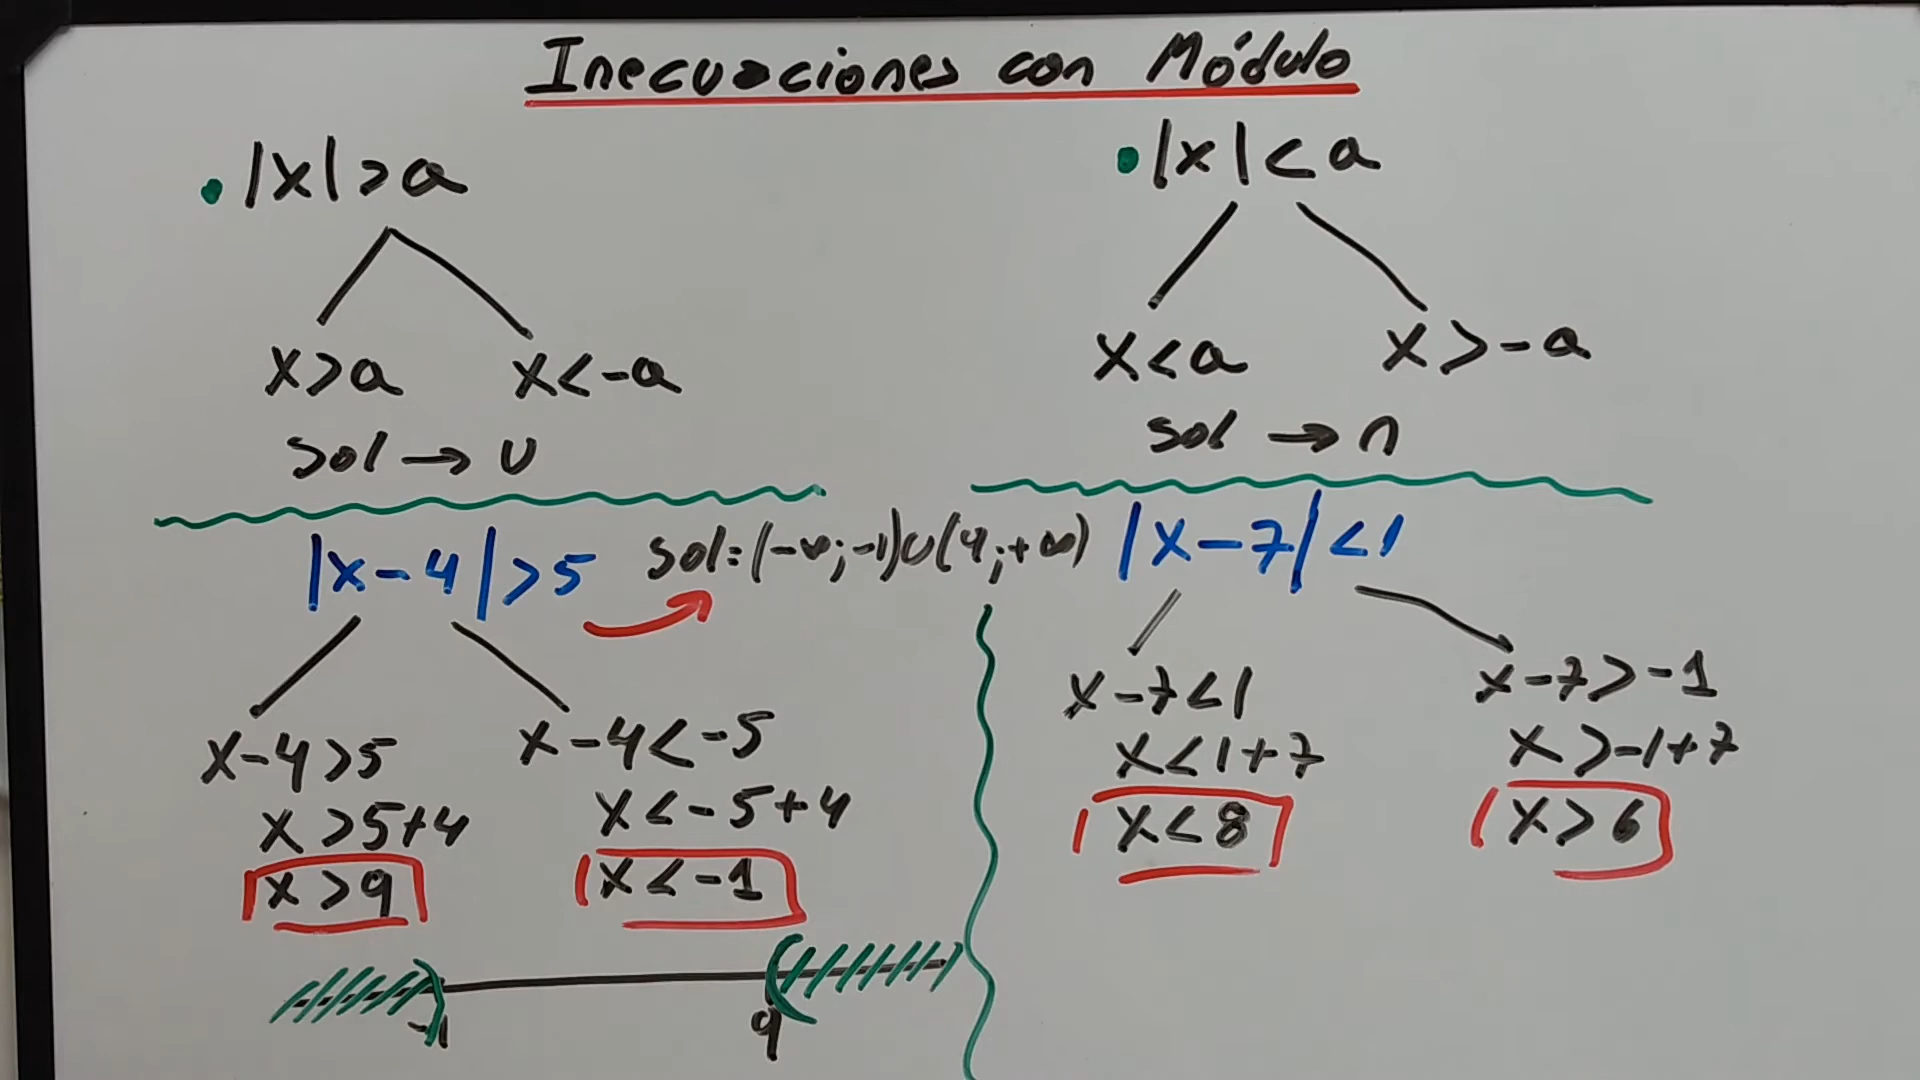 Inecuaciones con Módulo
• |x| > a
x > a   x < -a
sol → ∪
• |x| < a
x < a   x > -a
sol → ∩
|x - 4| > 5
sol: (-∞; -1) ∪ (4; +∞)
x - 4 > 5   x - 4 < -5
x > 5 + 4   x < -5 + 4
x > 9   x < -1
-1   9
|x - 7| < 1
x - 7 < 1   x - 7 > -1
x < 1 + 7   x > -1 + 7
x < 8   x > 6